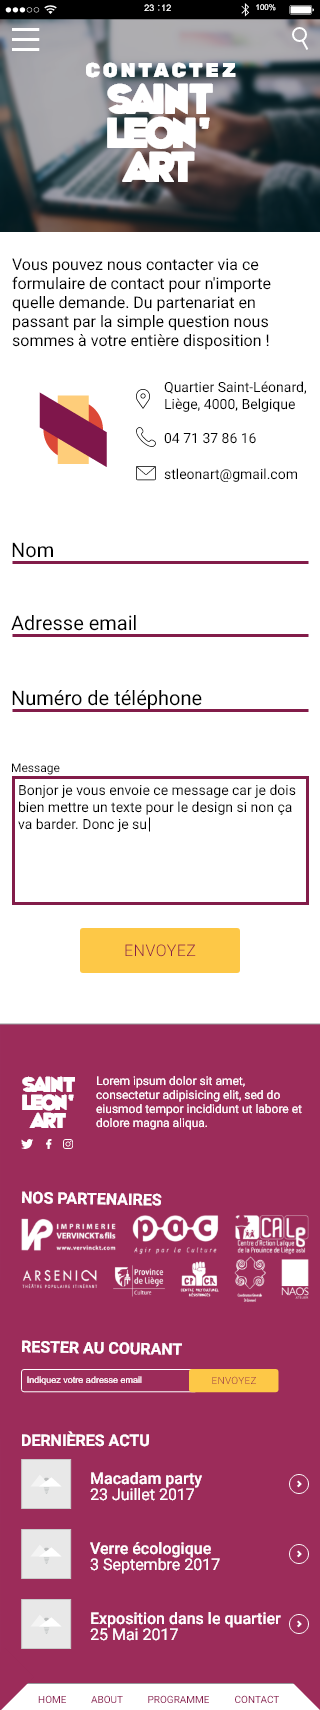 23:12
100%
CONTACTEZ
SAINT
LEON'
ART
Vous pouvez nous contacter via ce
formulaire de contact pour n'importe
quelle demande. Du partenariat en
passant par la simple question nous
sommes à votre entière disposition !
Quartier Saint-Léonard,
Liège, 4000, Belgique
04 71 37 86 16
stleonart@gmail.com
Nom
Adresse email
Numéro de téléphone
Message
Bonjor je vous envoie ce message car je dois
bien mettre un texte pour le design si non ça
va barder. Donc je su
ENVOYEZ
SAINT
LEON'
ART
Lorem ipsum dolor sit amet,
consectetur adipisicing elit, sed do
eiusmod tempor incididunt ut labore et
dolore magna aliqua.
NOS PARTENAIRES
IMPRIMERIE
VERVINCKT&fils
www.vervinckt.com
pac
Agir par la Culture
CALg
Centre d'Action Laïque
de la Province de Liège asbl
ARSENIC
THÉÂTRE POPULAIRE ITINÉRANT
Province
de Liège
Culture
NAOS
RESTER AU COURANT
Indiquez votre adresse email
ENVOYEZ
DERNIÈRES ACTU
Macadam party
23 Juillet 2017
Verre écologique
3 Septembre 2017
Exposition dans le quartier
25 Mai 2017
HOME ABOUT PROGRAMME CONTACT